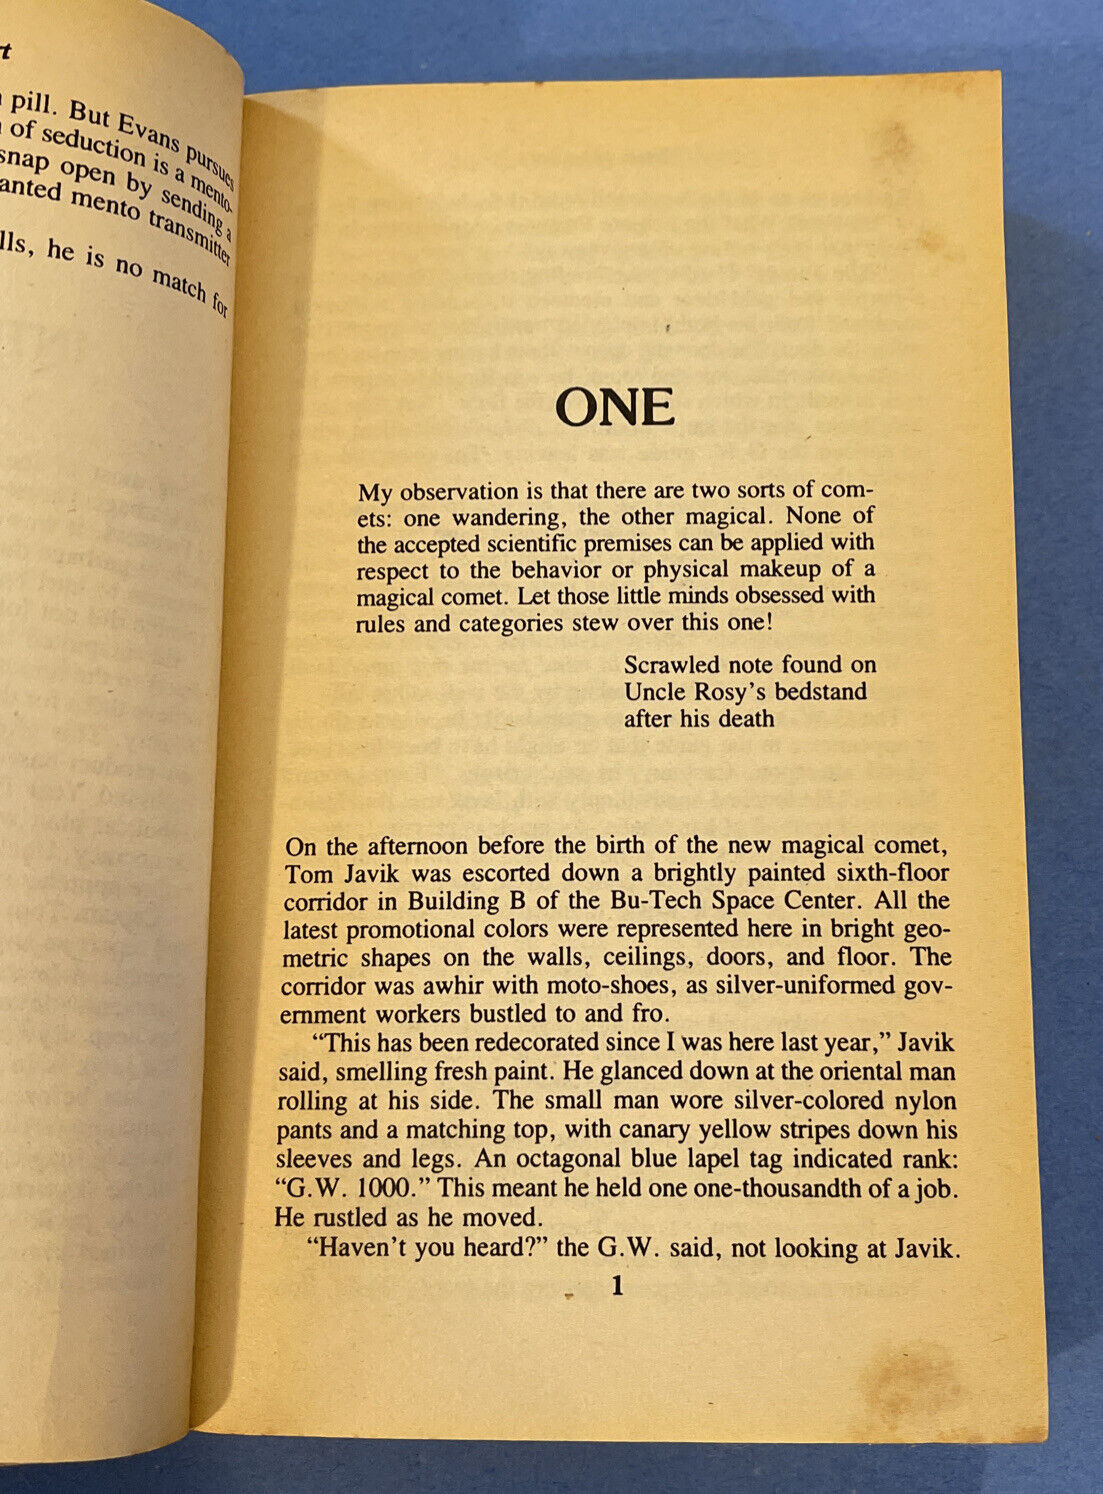 pill. But Evans pursues
of seduction is a mento-
snap open by sending a
mento transmitter
he is no match for
ONE
My observation is that there are two sorts of com-
ets: one wandering, the other magical. None of
the accepted scientific premises can be applied with
respect to the behavior or physical makeup of a
magical comet. Let those little minds obsessed with
rules and categories stew over this one!
Scrawled note found on
Uncle Rosy's bedstand
after his death
On the afternoon before the birth of the new magical comet,
Tom Javik was escorted down a brightly painted sixth-floor
corridor in Building B of the Bu-Tech Space Center. All the
latest promotional colors were represented here in bright geo-
metric shapes on the walls, ceilings, doors, and floor. The
corridor was awhir with moto-shoes, as silver-uniformed gov-
ernment workers bustled to and fro.
"This has been redecorated since I was here last year," Javik
said, smelling fresh paint. He glanced down at the oriental man
rolling at his side. The small man wore silver-colored nylon
pants and a matching top, with canary yellow stripes down his
sleeves and legs. An octagonal blue lapel tag indicated rank:
"G.W. 1000." This meant he held one one-thousandth of a job.
He rustled as he moved.
"Haven't you heard?" the G.W. said, not looking at Javik.
1